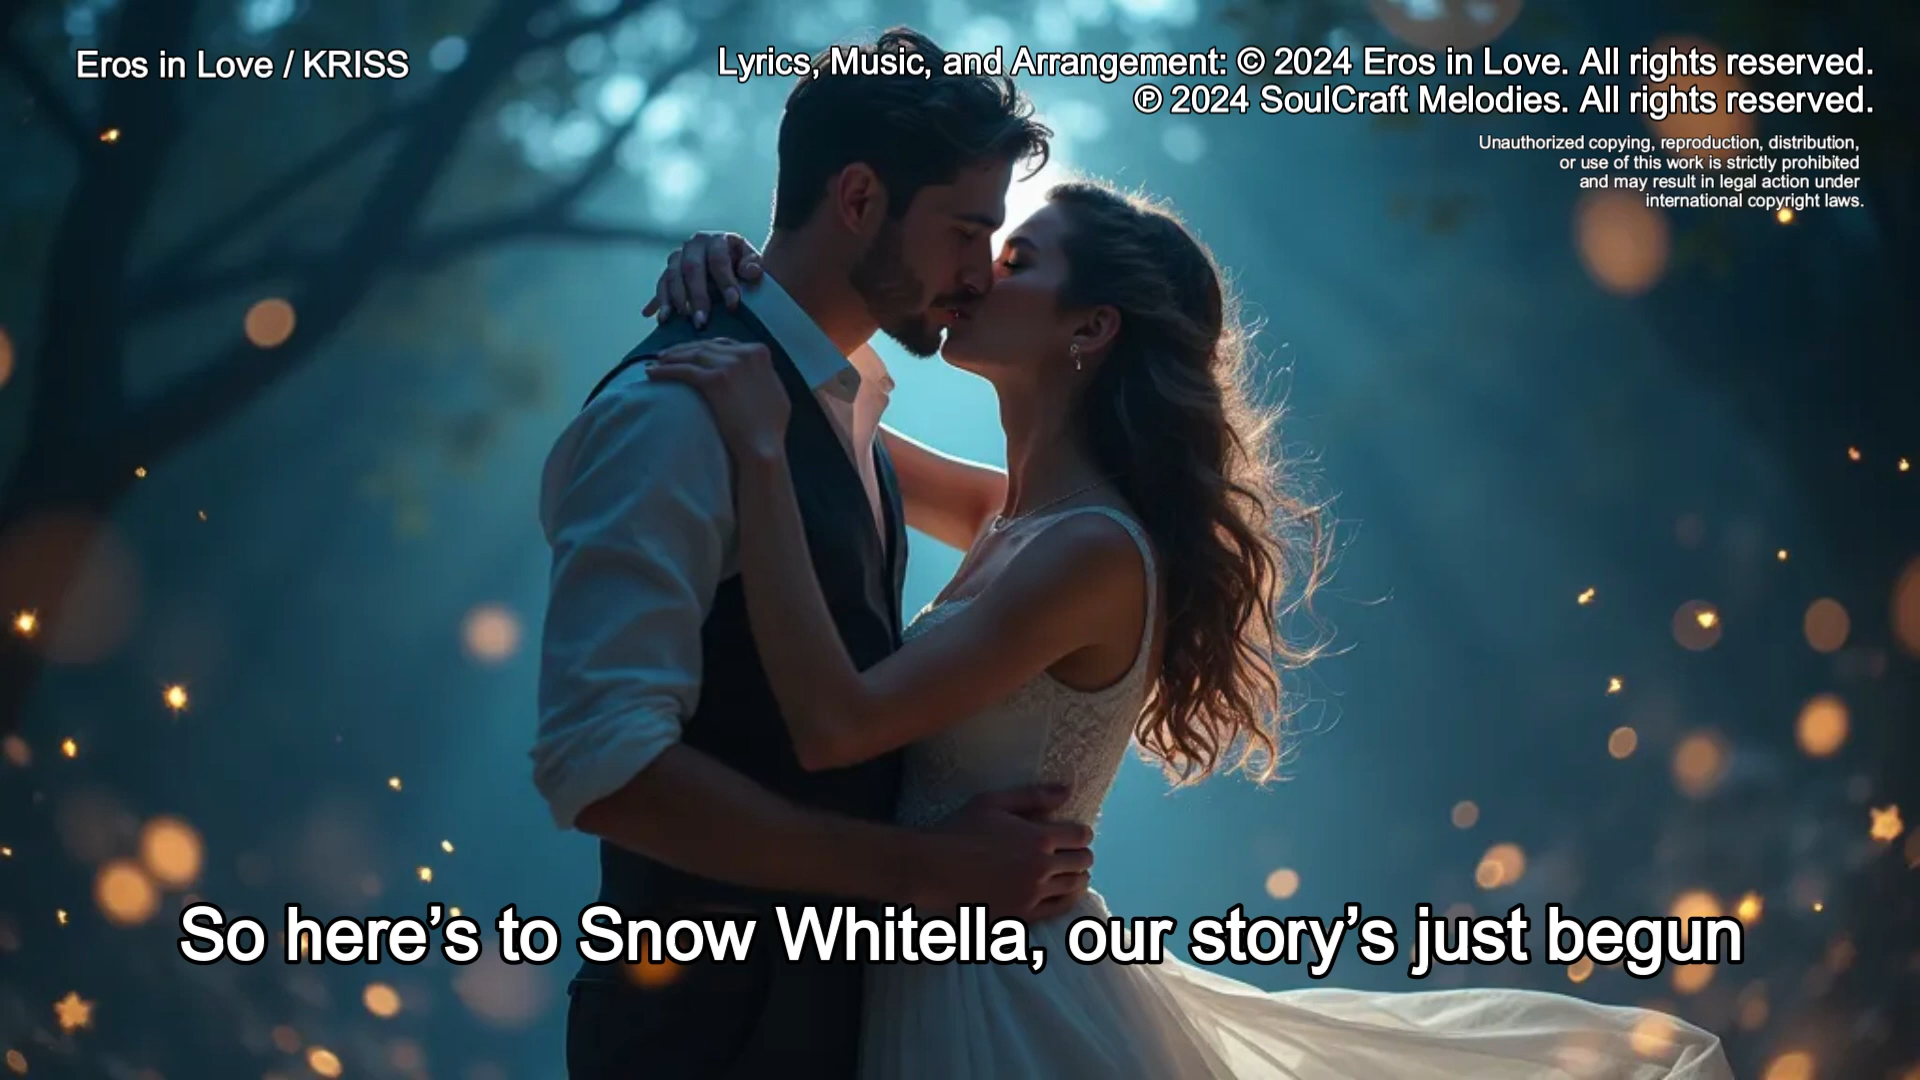 Eros in Love / KRISS
Lyrics, Music, and Arrangement: © 2024 Eros in Love. All rights reserved.
℗ 2024 SoulCraft Melodies. All rights reserved.
Unauthorized copying, reproduction, distribution,
or use of this work is strictly prohibited
and may result in legal action under
international copyright laws.
So here’s to Snow Whitella, our story’s just begun